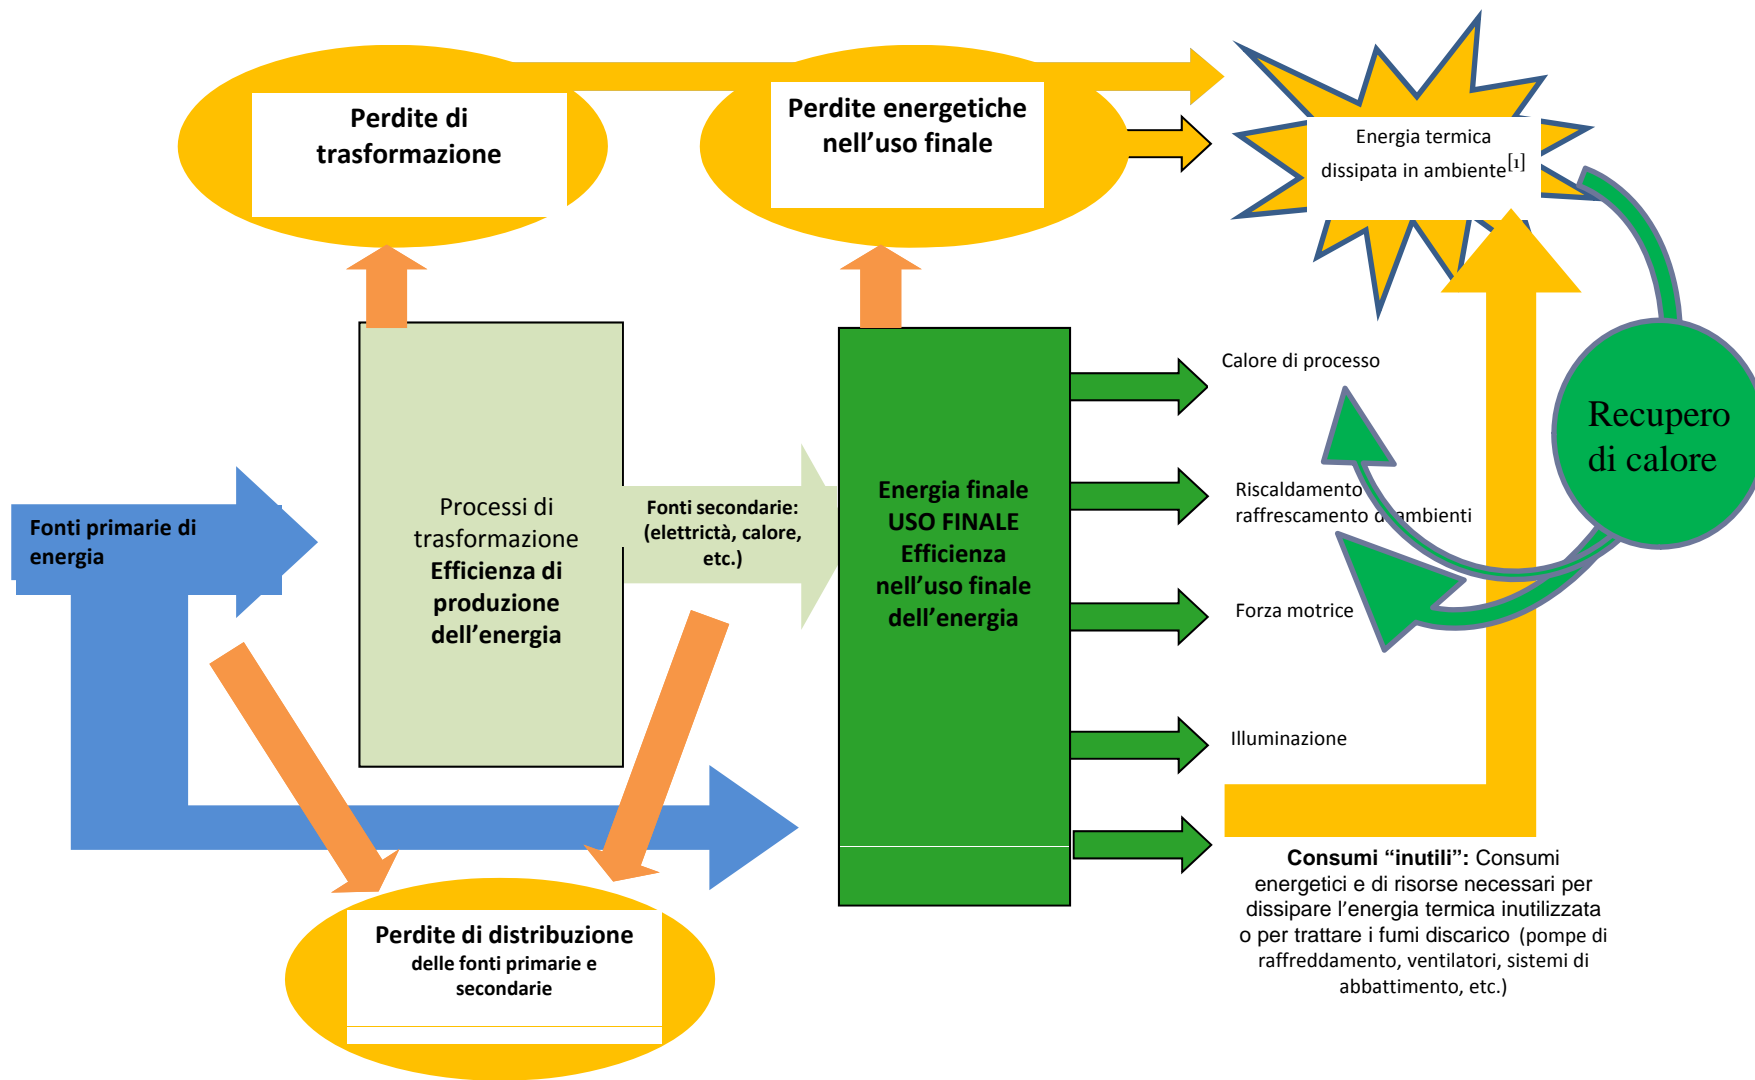 Perdite di
trasformazione
Perdite energetiche
nell’uso finale
Energia termica
dissipata in ambiente[1]
Calore di processo
Recupero
di calore
Riscaldamento
raffrescamento di ambienti
Fonti primarie di
energia
Processi di
trasformazione
Efficienza di
produzione
dell’energia
Fonti secondarie:
(elettricità, calore,
etc.)
Energia finale
USO FINALE
Efficienza
nell’uso finale
dell’energia
Forza motrice
Illuminazione
Consumi “inutili”: Consumi
energetici e di risorse necessari per
dissipare l’energia termica inutilizzata
o per trattare i fumi discarico (pompe di
raffreddamento, ventilatori, sistemi di
abbattimento, etc.)
Perdite di distribuzione
delle fonti primarie e
secondarie